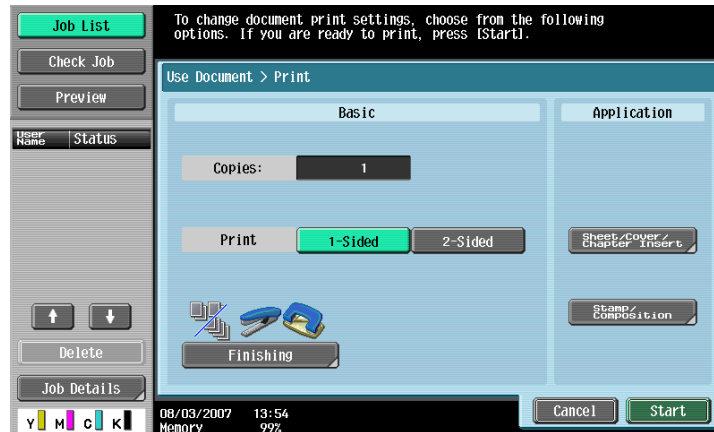 Job List
Check Job
Preview
User Name
Status
Delete
Job Details
Y M C K
To change document print settings, choose from the following
options. If you are ready to print, press [Start].
Use Document > Print
Basic
Copies:
1
Print
1-Sided
2-Sided
Finishing
Application
Sheet/Cover/
Chapter Insert
Stamp/
Composition
08/03/2007 13:54
Memory 99%
Cancel
Start